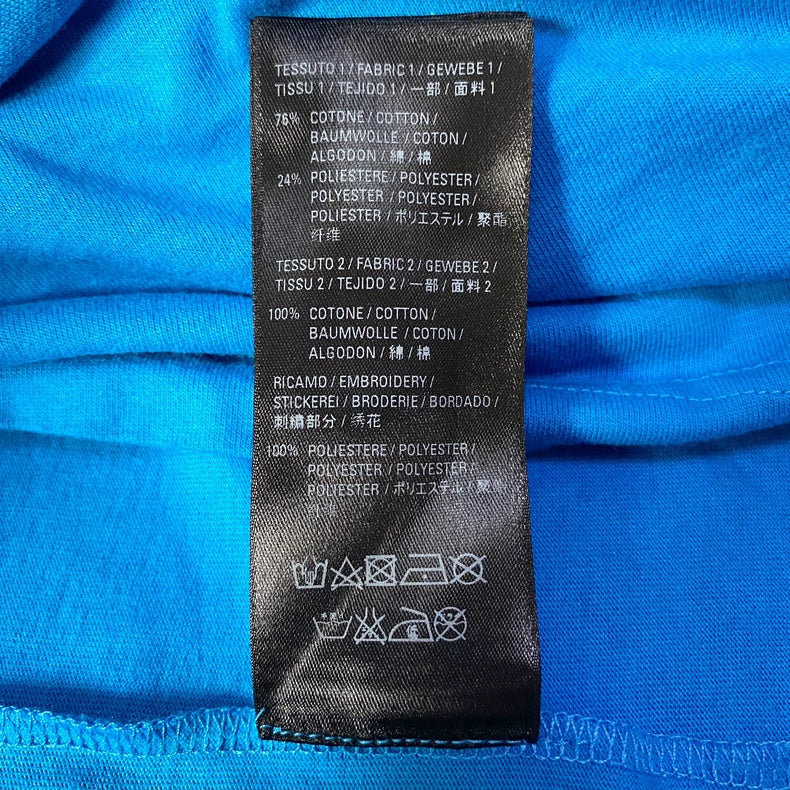 TESSUTO 1 / FABRIC 1 / GEWEBE 1 /
TISSU 1 / TEJIDO 1 / 一部 / 面料 1
76% COTONE / COTTON /
BAUMWOLLE / COTON /
ALGODON / 綿 / 棉
24% POLIESTERE / POLYESTER /
POLYESTER / POLYESTER /
POLIESTER / ポリエステル / 聚酯
纤维
TESSUTO 2 / FABRIC 2 / GEWEBE 2 /
TISSU 2 / TEJIDO 2 / 一部 / 面料 2
100% COTONE / COTTON /
BAUMWOLLE / COTON /
ALGODON / 綿 / 棉
RICAMO / EMBROIDERY /
STICKEREI / BRODERIE / BORDADO /
刺繍部分 / 绣花
100% POLIESTERE / POLYESTER /
POLYESTER / POLYESTER /
POLIESTER / ポリエステル / 聚酯
纤维